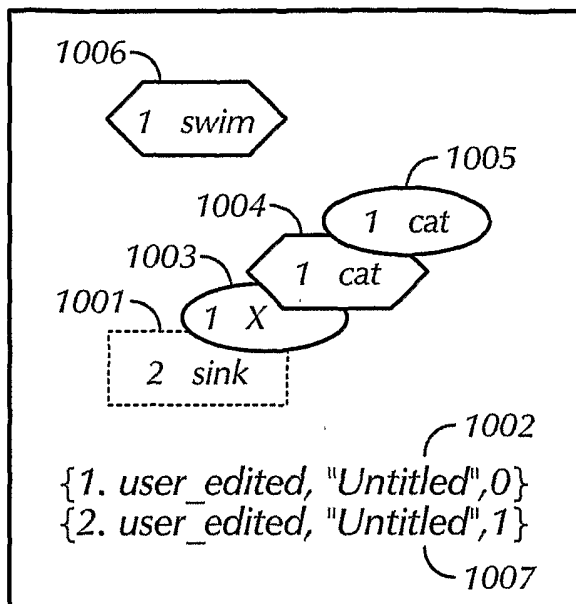 1006
1 swim
1005
1004
1 cat
1003
1 cat
1001
1 X
2 sink
1002
{1. user_edited, "Untitled",0}
{2. user_edited, "Untitled",1}
1007